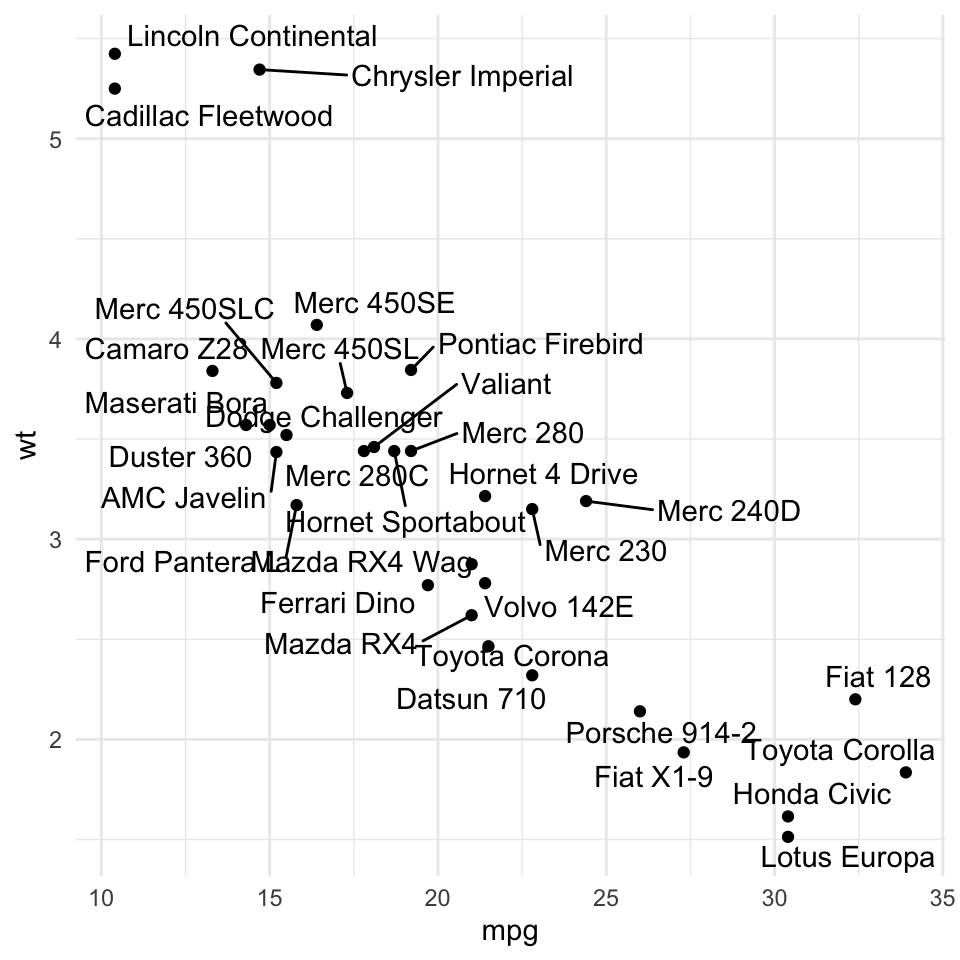 Lincoln Continental
Chrysler Imperial
Cadillac Fleetwood
5
Merc 450SLC
Merc 450SE
4
Camaro Z28
Merc 450SL
Pontiac Firebird
Valiant
Maserati Bora
Dodge Challenger
Merc 280
wt
Duster 360
Merc 280C
Hornet 4 Drive
AMC Javelin
Merc 240D
Hornet Sportabout
3
Merc 230
Ford Pantera L
Mazda RX4 Wag
Ferrari Dino
Volvo 142E
Mazda RX4
Toyota Corona
Fiat 128
Datsun 710
Porsche 914-2
2
Toyota Corolla
Fiat X1-9
Honda Civic
Lotus Europa
10
15
20
25
30
35
mpg